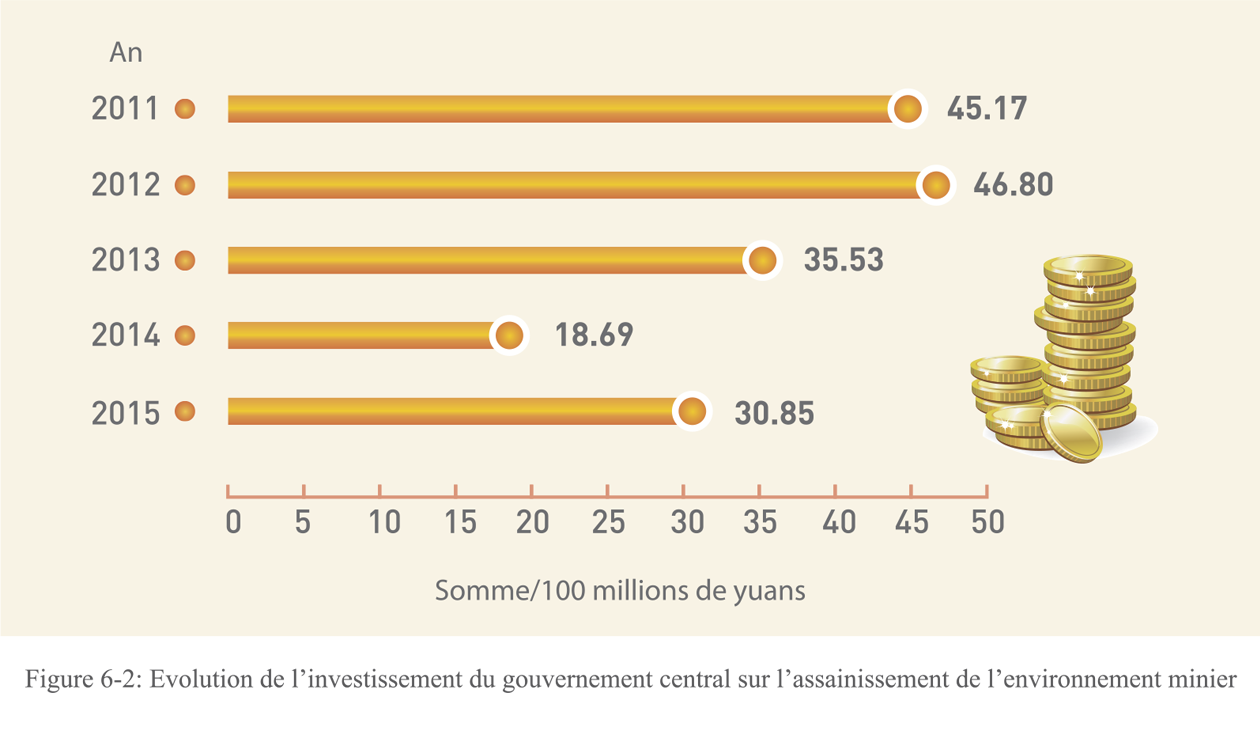 An
2011 45.17
2012 46.80
2013 35.53
2014 18.69
2015 30.85
0 5 10 15 20 25 30 35 40 45 50
Somme/100 millions de yuans
Figure 6-2: Evolution de l’investissement du gouvernement central sur l’assainissement de l’environnement minier